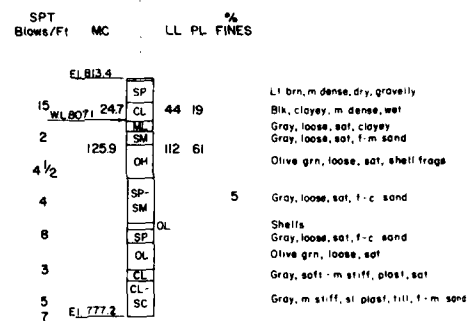 SPT Blows/Ft MC LL PL % FINES
El. 813.4
SP Lt brn, m dense, dry, gravelly
15 WL 807.1 24.7 CL 44 19 Blk, clayey, m dense, wet
ML Gray, loose, sat, clayey
2 SM Gray, loose, sat, f-m sand
125.9 OH 112 61 Olive grn, loose, sat, shell frags
4 1/2
4 SP-SM 5 Gray, loose, sat, f-c sand
OL Shells
8 SP Gray, loose, sat, f-c sand
OL Olive grn, loose, sat
3 CL Gray, soft-m stiff, plast, sat
5 CL-SC Gray, m stiff, sl plast, till, f-m sand
7 El. 777.2